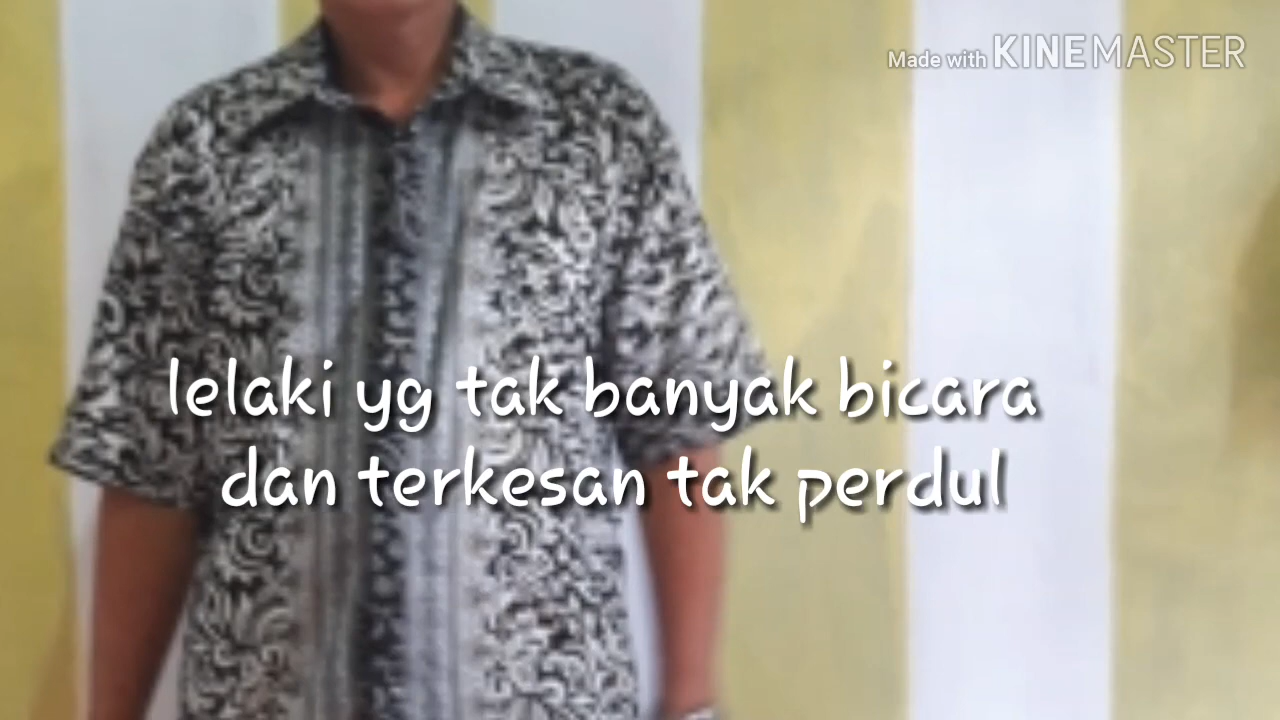 Made with KINEMASTER
lelaki yg tak banyak bicara
dan terkesan tak perdul